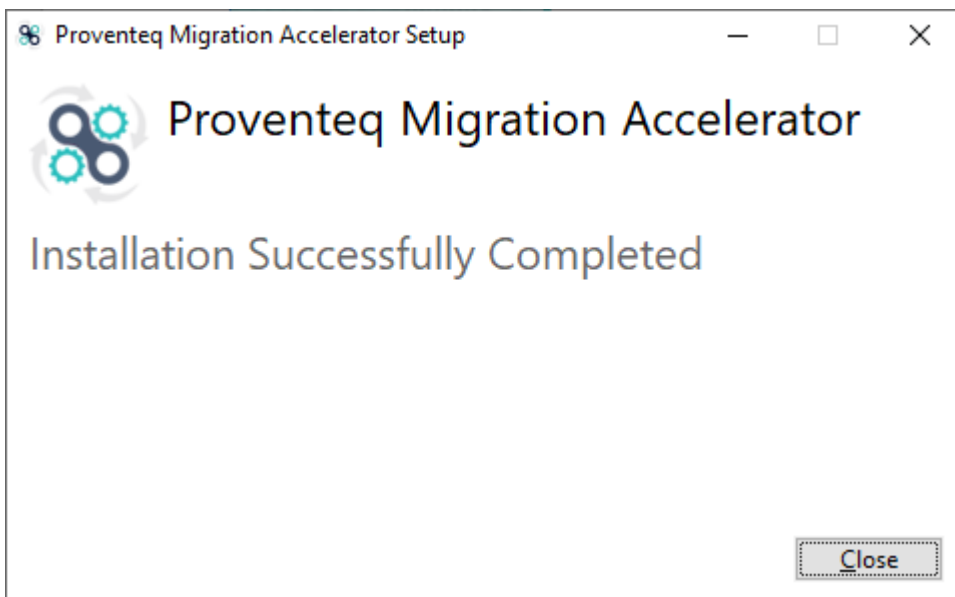 Proventeq Migration Accelerator Setup
Proventeq Migration Accelerator
Installation Successfully Completed
Close